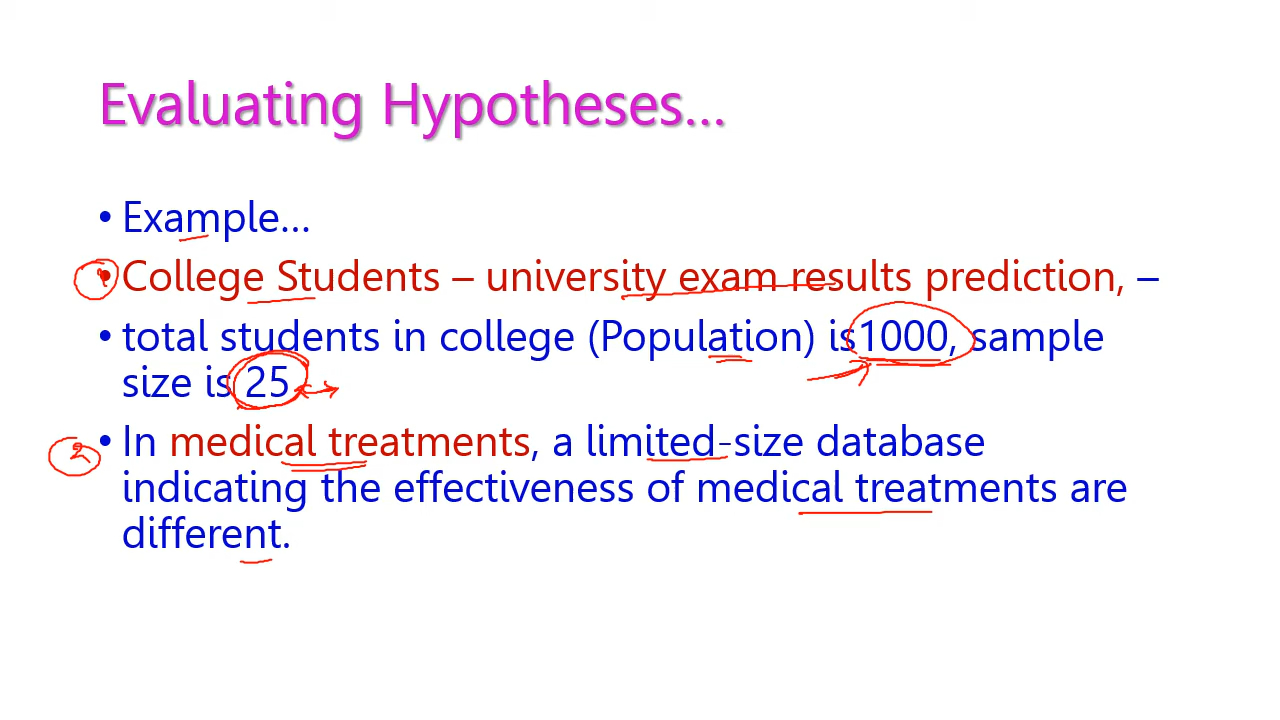 Evaluating Hypotheses...
• Example...
• College Students – university exam results prediction, –
• total students in college (Population) is 1000, sample
size is 25
2
• In medical treatments, a limited-size database
indicating the effectiveness of medical treatments are
different.